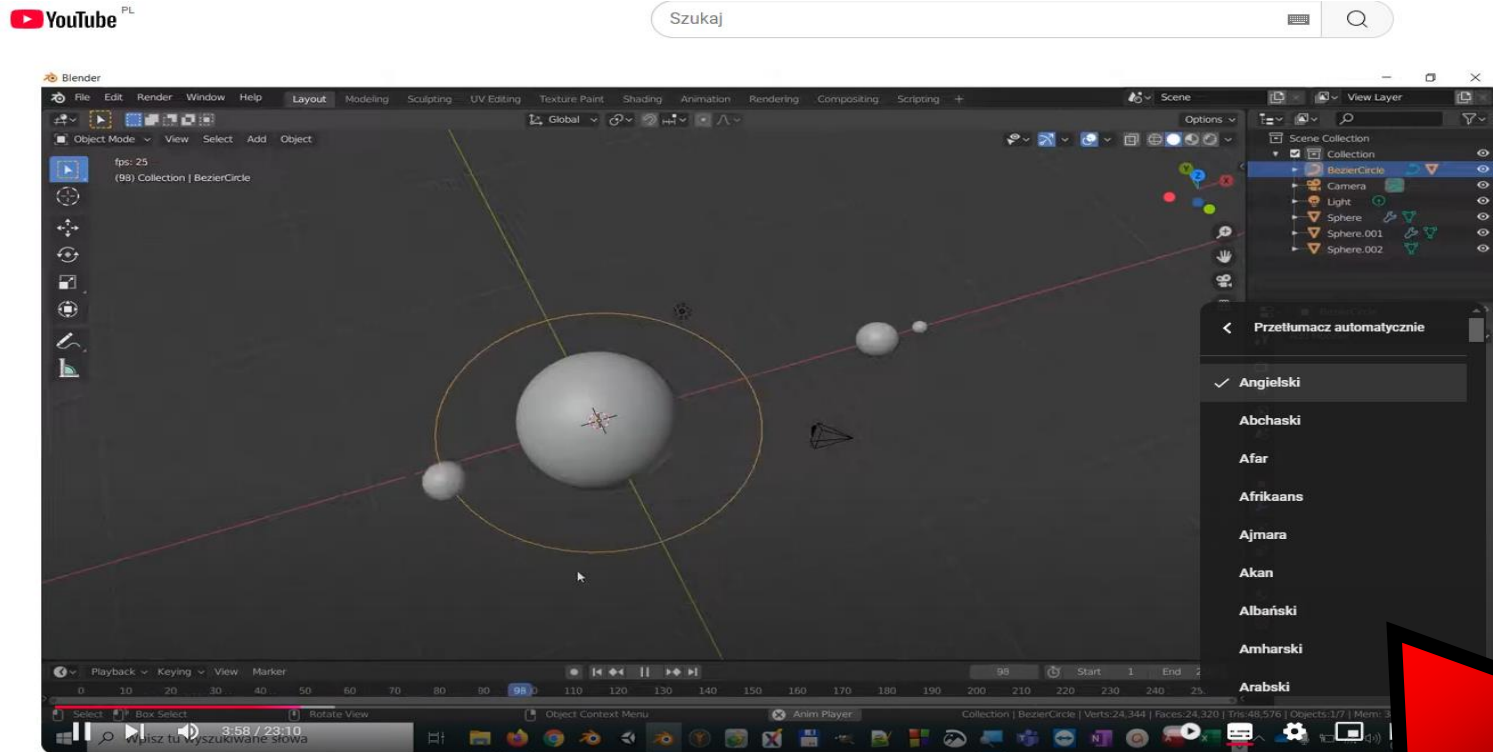 YouTube PL
Szukaj
Blender
File Edit Render Window Help Layout Modeling Sculpting UV Editing Texture Paint Shading Animation Rendering Compositing Scripting + Scene View Layer
Global Options
Object Mode View Select Add Object
Scene Collection
fps: 25
Collection
(98) Collection | BezierCircle
BezierCircle
Camera
Light
Sphere
Sphere.001
Sphere.002
Przetłumacz automatycznie
Angielski
Abchaski
Afar
Afrikaans
Ajmara
Akan
Albański
Amharski
Arabski
Playback Keying View Marker 98 Start 1 End
0 10 20 30 40 50 60 70 80 90 98 110 120 130 140 150 160 170 180 190 200 210 220 230 240
Select Box Select Rotate View Object Context Menu Anim Player Collection | BezierCircle | Verts:24,344 | Faces:24,320 | Tris:48,576 | Objects:1/7 | Mem:
Wpisz tu wyszukiwane słowa 3:58 / 23:10